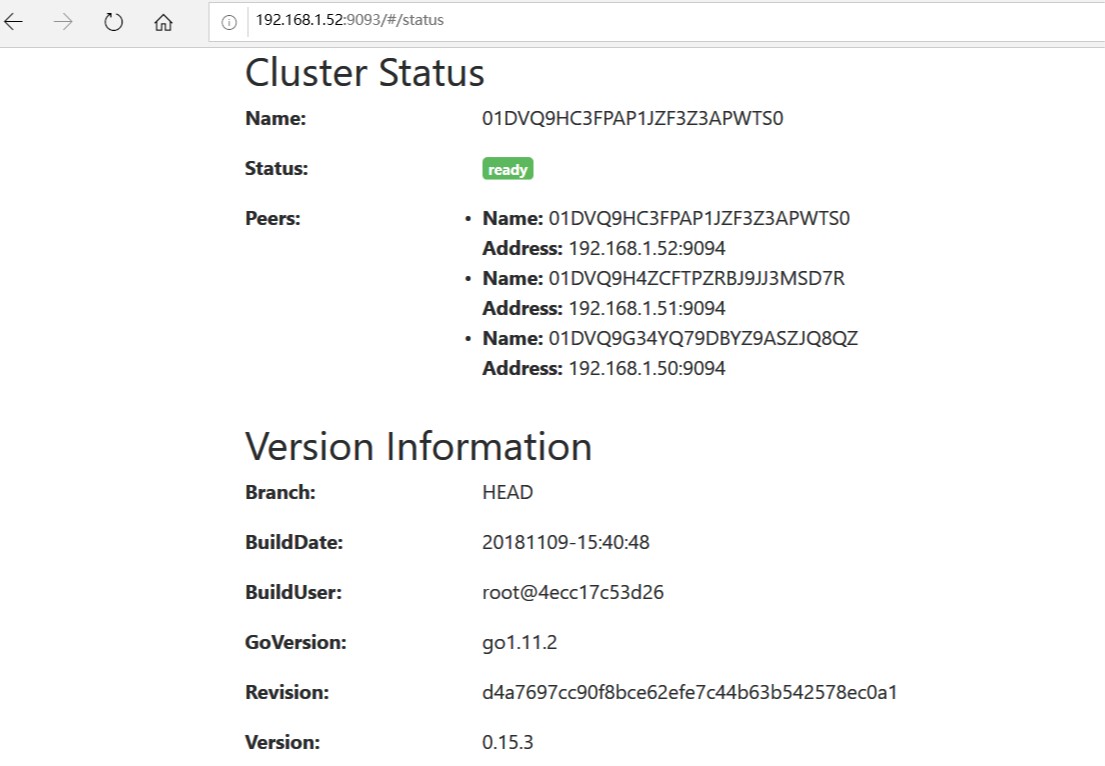 192.168.1.52:9093/#/status
Cluster Status
Name: 01DVQ9HC3FPAP1JZF3Z3APWTS0
Status: ready
Peers: • Name: 01DVQ9HC3FPAP1JZF3Z3APWTS0
Address: 192.168.1.52:9094
• Name: 01DVQ9H4ZCFTPZRBJ9JJ3MSD7R
Address: 192.168.1.51:9094
• Name: 01DVQ9G34YQ79DBYZ9ASZJQ8QZ
Address: 192.168.1.50:9094
Version Information
Branch: HEAD
BuildDate: 20181109-15:40:48
BuildUser: root@4ecc17c53d26
GoVersion: go1.11.2
Revision: d4a7697cc90f8bce62efe7c44b63b542578ec0a1
Version: 0.15.3